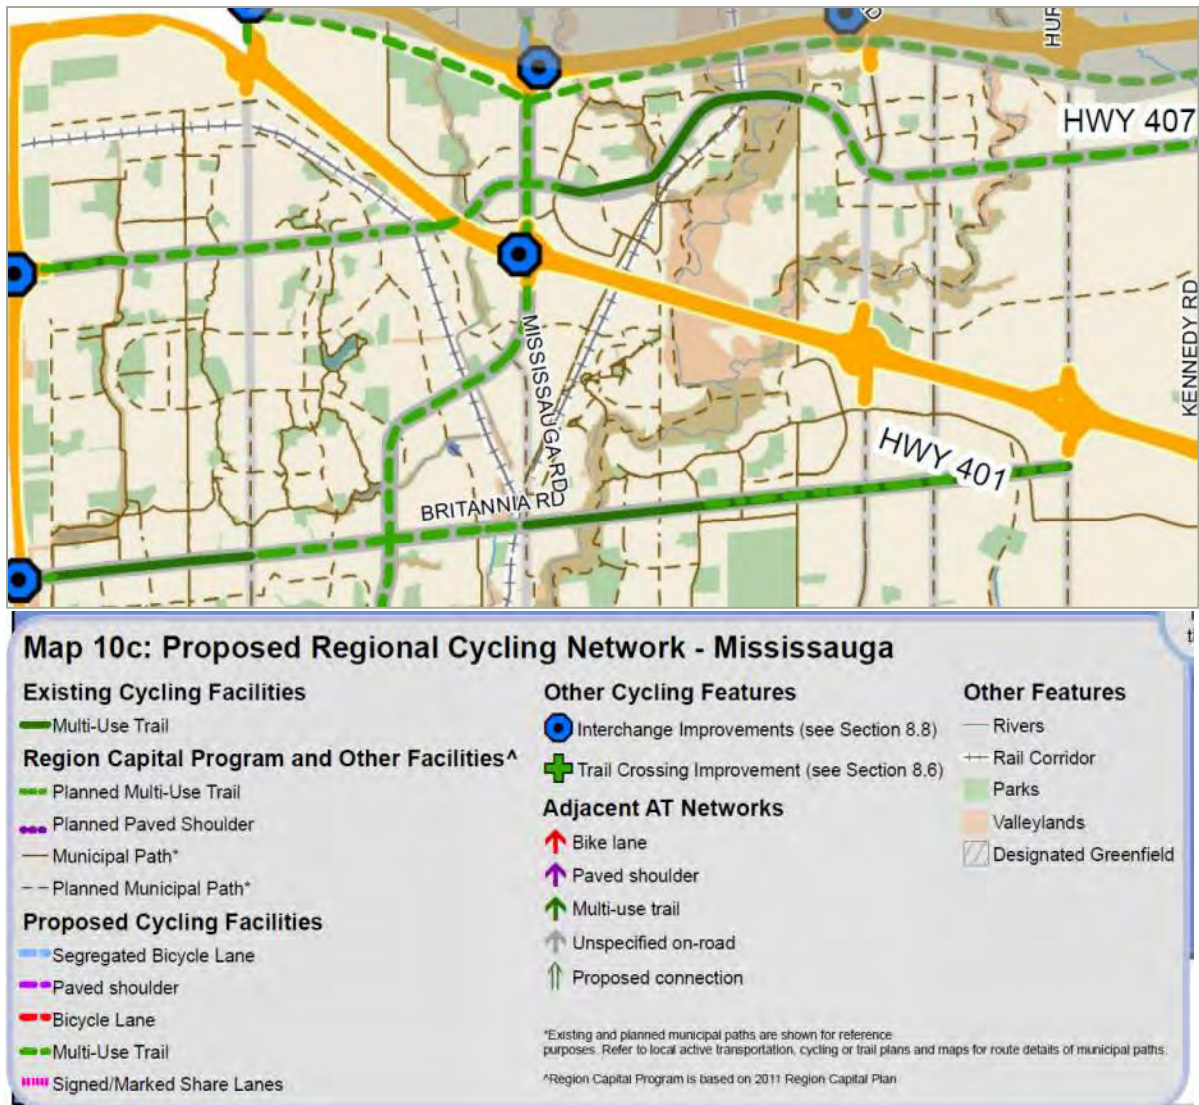 HUR
HWY 407
KENNEDY RD
MISSISSAUGA RD
HWY 401
BRITANNIA RD
Map 10c: Proposed Regional Cycling Network - Mississauga
Existing Cycling Facilities
Multi-Use Trail
Region Capital Program and Other Facilities^
Planned Multi-Use Trail
Planned Paved Shoulder
Municipal Path*
Planned Municipal Path*
Proposed Cycling Facilities
Segregated Bicycle Lane
Paved shoulder
Bicycle Lane
Multi-Use Trail
Signed/Marked Share Lanes
Other Cycling Features
Interchange Improvements (see Section 8.8)
Trail Crossing Improvement (see Section 8.6)
Adjacent AT Networks
Bike lane
Paved shoulder
Multi-use trail
Unspecified on-road
Proposed connection
*Existing and planned municipal paths are shown for reference
purposes. Refer to local active transportation, cycling or trail plans and maps for route details of municipal paths.
^Region Capital Program is based on 2011 Region Capital Plan
Other Features
Rivers
Rail Corridor
Parks
Valleylands
Designated Greenfield